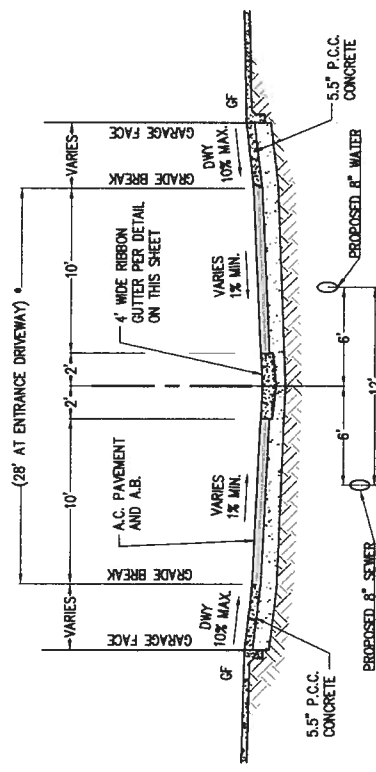 (28' AT ENTRANCE DRIVEWAY) *
VARIES
10'
2'
2'
10'
VARIES
GARAGE FACE
GRADE BREAK
GRADE BREAK
GARAGE FACE
A.C. PAVEMENT
AND A.B.
4' WIDE RIBBON
GUTTER PER DETAIL
ON THIS SHEET
GF
DWY
10% MAX.
VARIES
1% MIN.
VARIES
1% MIN.
DWY
10% MAX.
GF
5.5" P.C.C.
CONCRETE
5.5" P.C.C.
CONCRETE
6'
6'
12'
PROPOSED 8" SEWER
PROPOSED 8" WATER